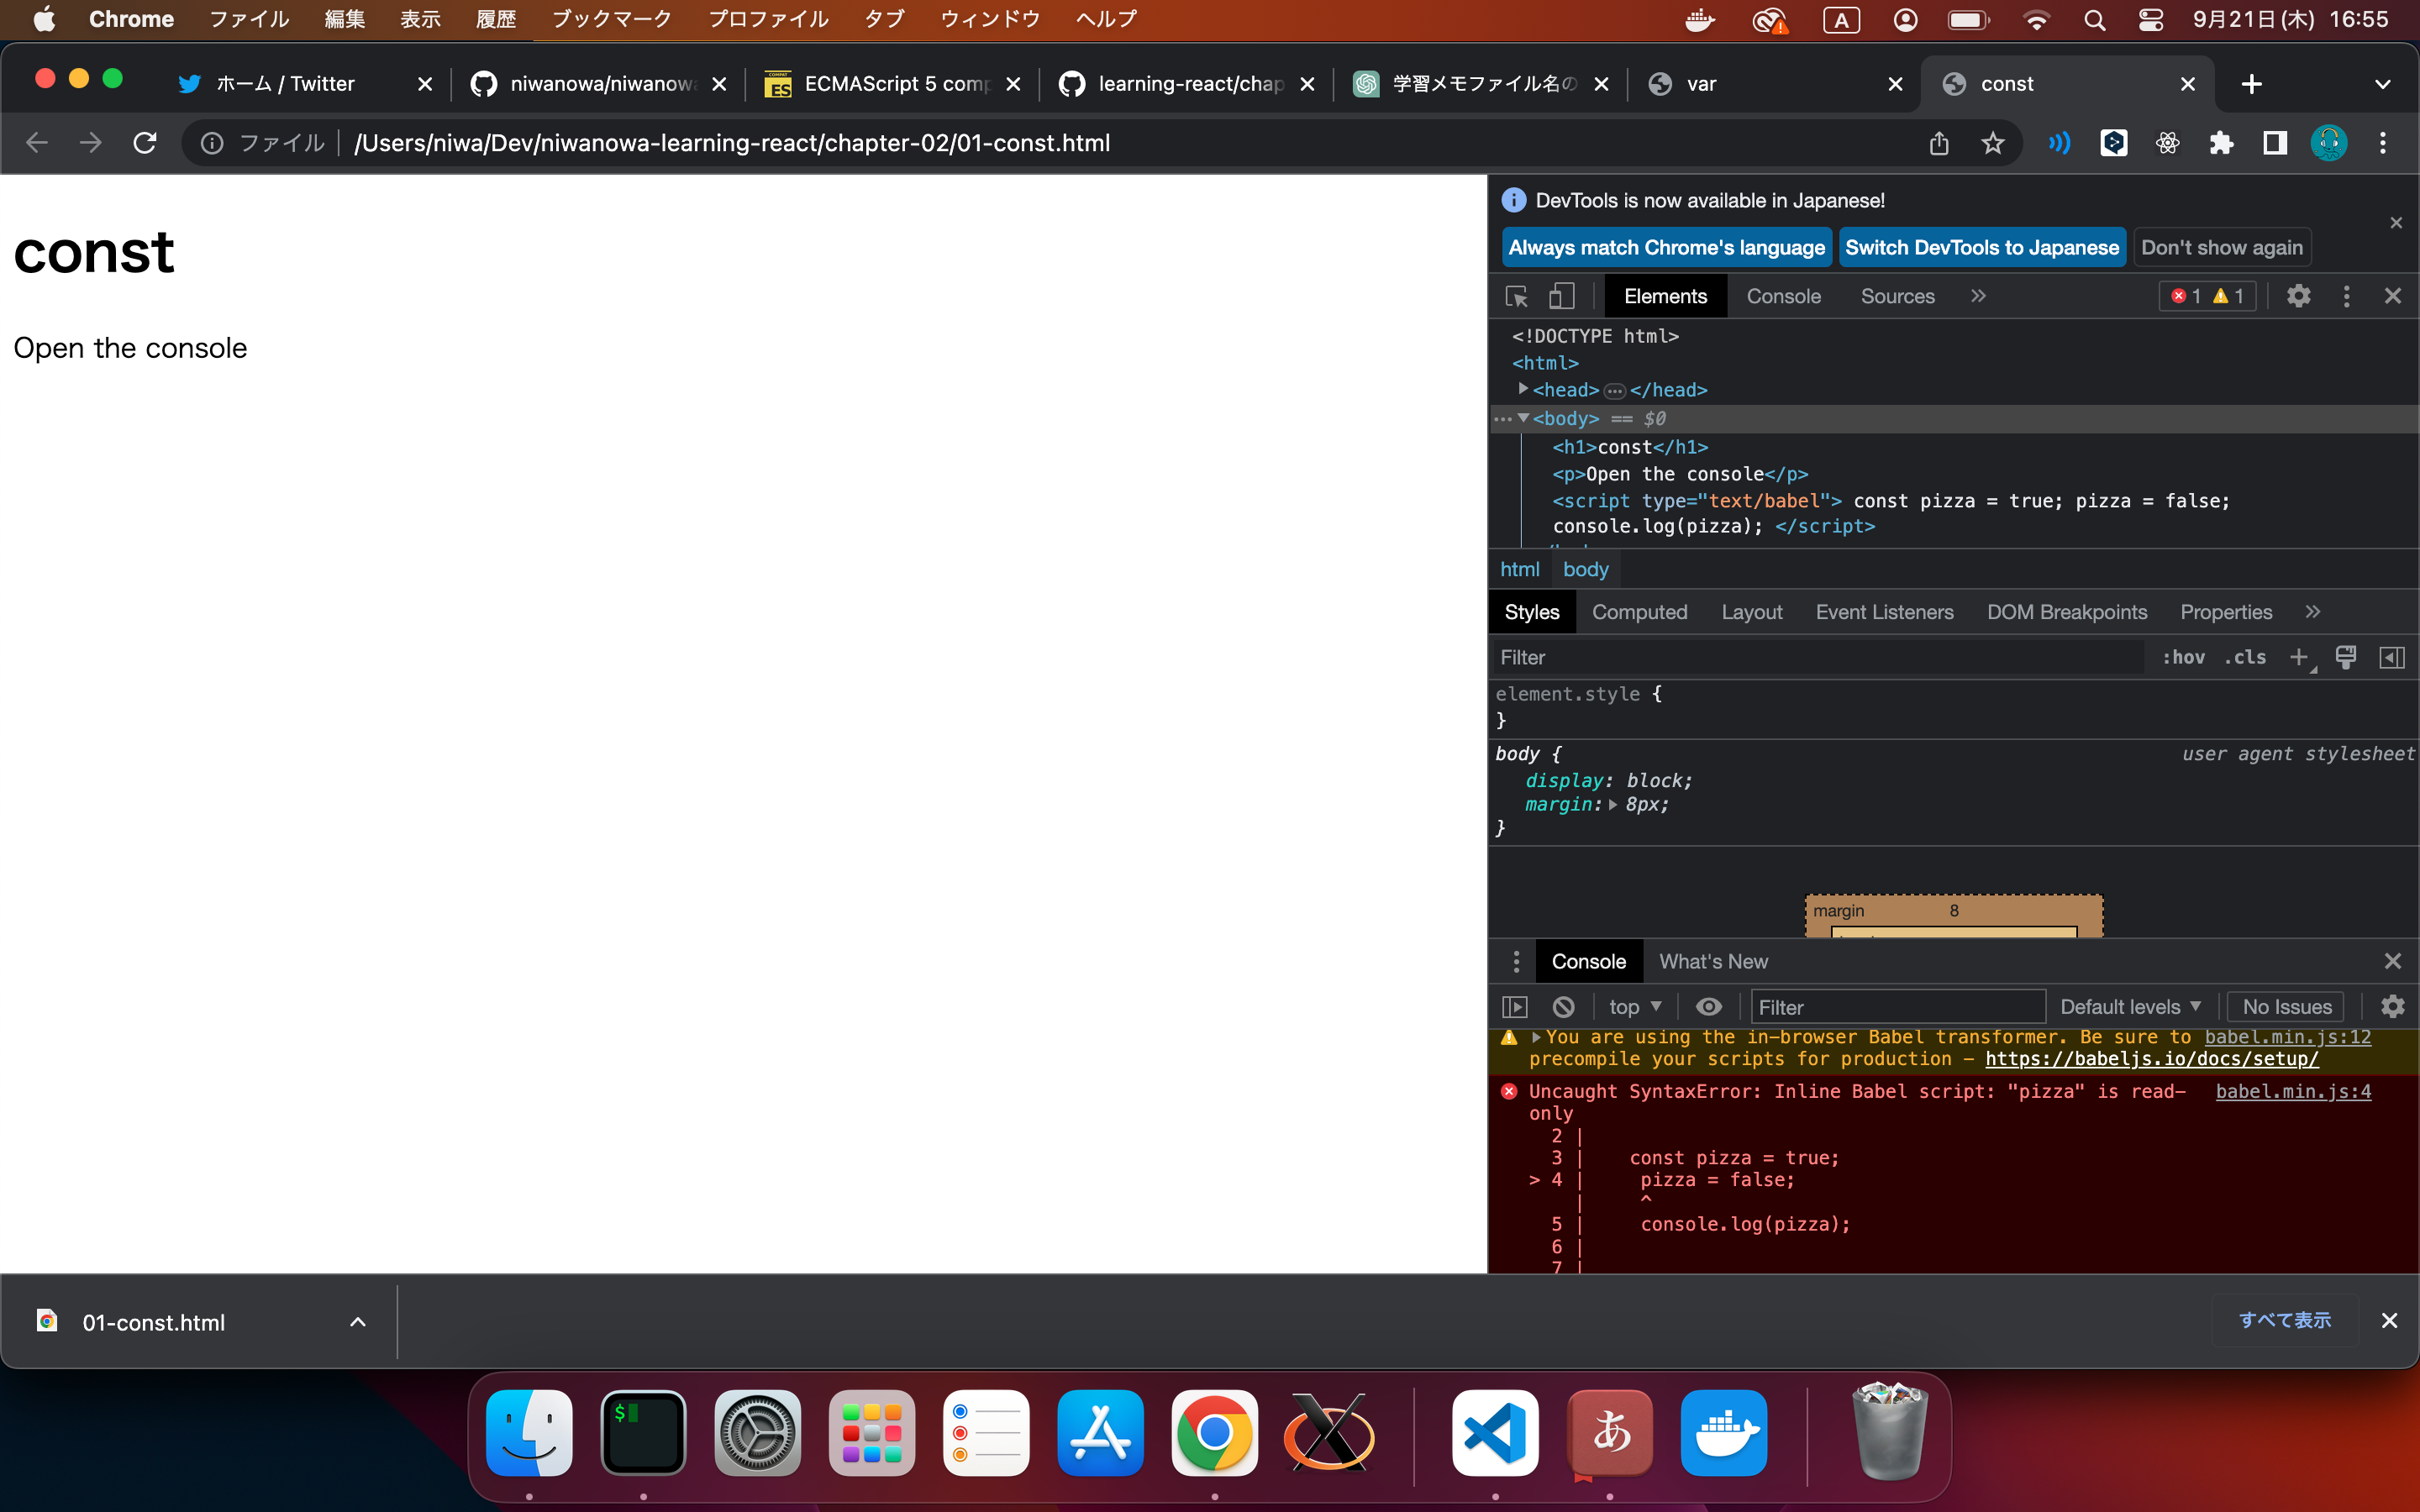 Chrome ファイル 編集 表示 履歴 ブックマーク プロファイル タブ ウィンドウ ヘルプ A 9月21日(木) 16:55
ホーム / Twitter niwanowa/niwanowa ECMAScript 5 comp learning-react/chap 学習メモファイル名の var const
ファイル /Users/niwa/Dev/niwanowa-learning-react/chapter-02/01-const.html
const
Open the console
DevTools is now available in Japanese!
Always match Chrome's language Switch DevTools to Japanese Don't show again
Elements Console Sources » 1 1
<!DOCTYPE html>
<html>
<head> ••• </head>
••• <body> == $0
<h1>const</h1>
<p>Open the console</p>
<script type="text/babel"> const pizza = true; pizza = false;
console.log(pizza); </script>
html body
Styles Computed Layout Event Listeners DOM Breakpoints Properties »
Filter :hov .cls +
element.style {
}
body { user agent stylesheet
display: block;
margin: 8px;
}
margin 8
Console What's New
top Filter Default levels No Issues
You are using the in-browser Babel transformer. Be sure to babel.min.js:12
precompile your scripts for production - https://babeljs.io/docs/setup/
Uncaught SyntaxError: Inline Babel script: "pizza" is read- babel.min.js:4
only
2 |
3 | const pizza = true;
> 4 | pizza = false;
| ^
5 | console.log(pizza);
6 |
7 |
01-const.html すべて表示
$
あ